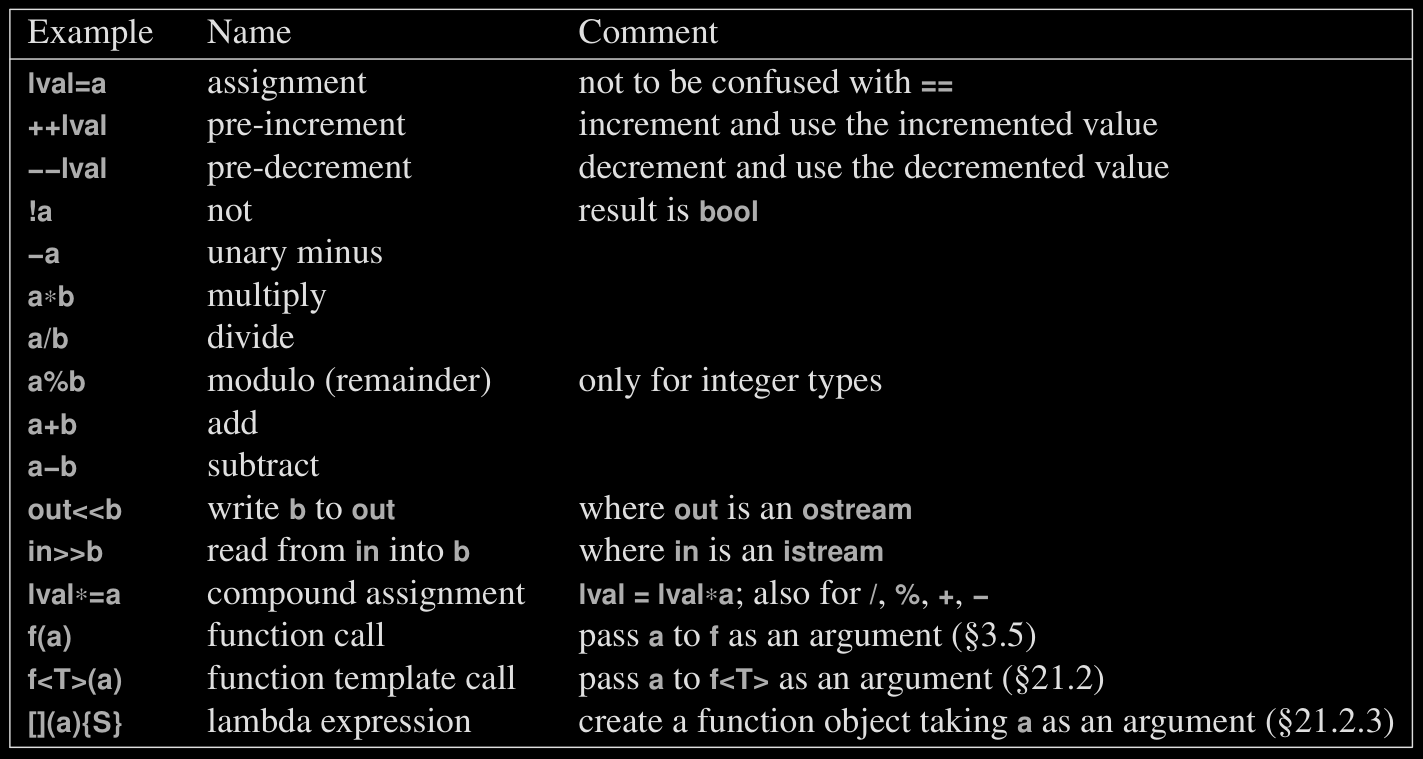 Example Name Comment
lval=a assignment not to be confused with ==
++lval pre-increment increment and use the incremented value
−−lval pre-decrement decrement and use the decremented value
!a not result is bool
−a unary minus
a∗b multiply
a/b divide
a%b modulo (remainder) only for integer types
a+b add
a−b subtract
out<<b write b to out where out is an ostream
in>>b read from in into b where in is an istream
lval∗=a compound assignment lval = lval∗a; also for /, %, +, −
f(a) function call pass a to f as an argument (§3.5)
f<T>(a) function template call pass a to f<T> as an argument (§21.2)
[](a){S} lambda expression create a function object taking a as an argument (§21.2.3)